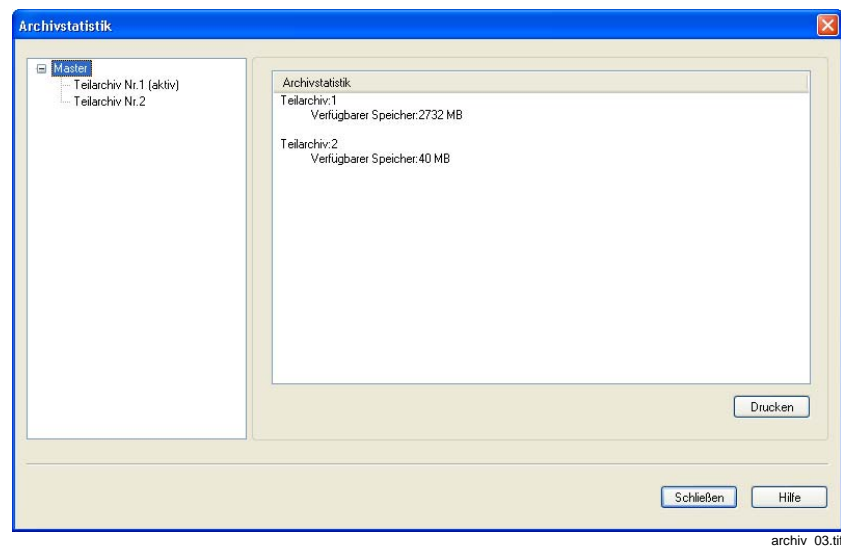 Archivstatistik
Master
Teilarchiv Nr.1 (aktiv)
Teilarchiv Nr.2
Archivstatistik
Teilarchiv:1
Verfügbarer Speicher:2732 MB
Teilarchiv:2
Verfügbarer Speicher:40 MB
Drucken
Schließen
Hilfe
archiv_03.tif